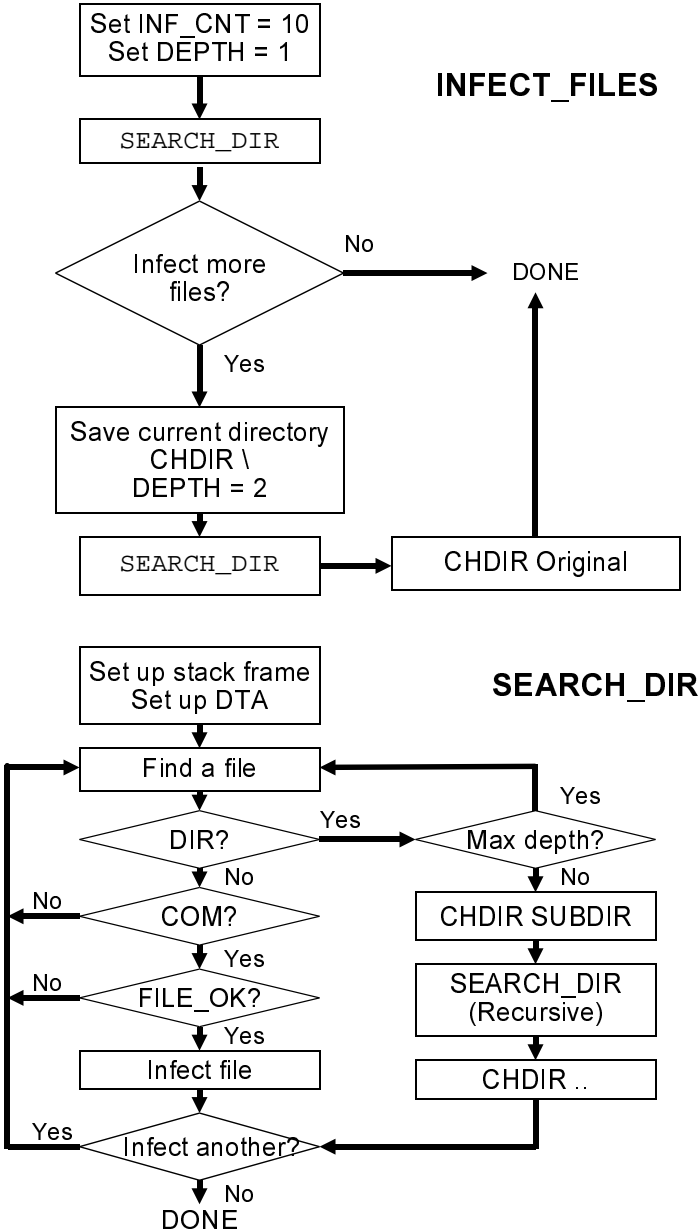 Set INF_CNT = 10
Set DEPTH = 1
INFECT_FILES
SEARCH_DIR
Infect more
files?
No
DONE
Yes
Save current directory
CHDIR \
DEPTH = 2
SEARCH_DIR
CHDIR Original
Set up stack frame
Set up DTA
SEARCH_DIR
Find a file
DIR?
Yes
Max depth?
Yes
No
No
COM?
No
CHDIR SUBDIR
Yes
FILE_OK?
No
SEARCH_DIR
(Recursive)
Yes
Infect file
CHDIR ..
Infect another?
Yes
No
DONE